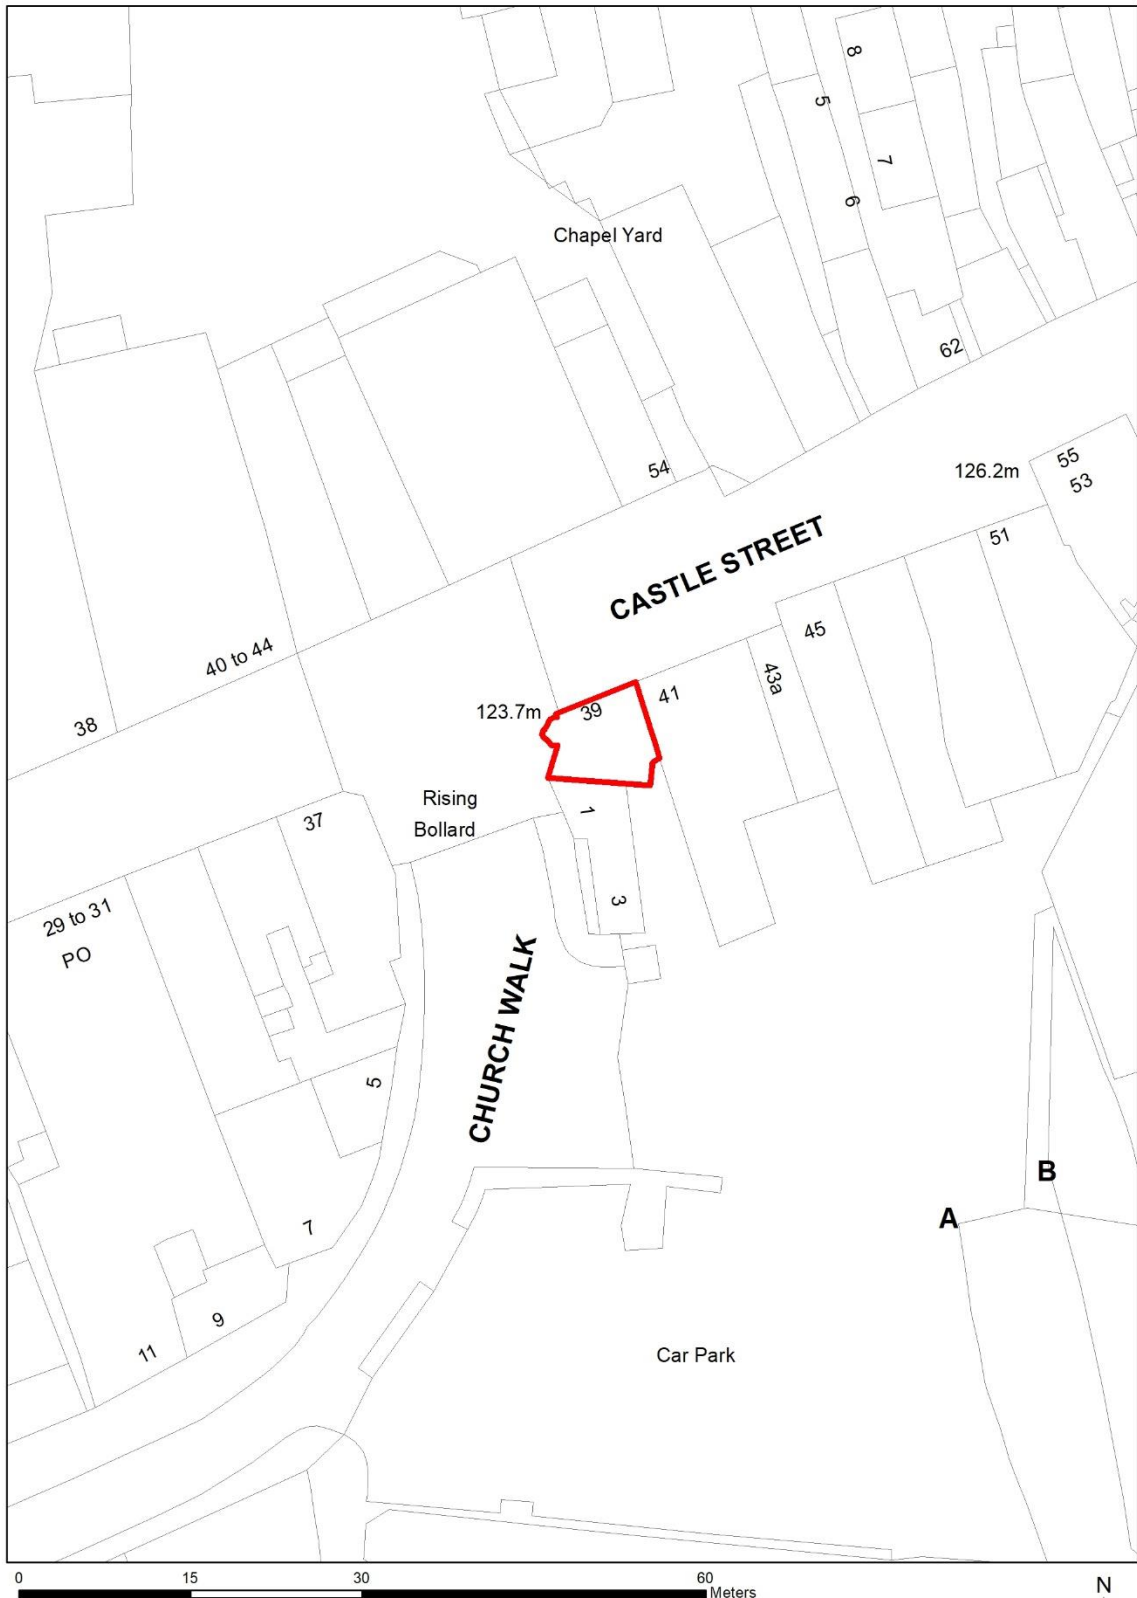 8
5
7
6
Chapel Yard
62
54
55
53
126.2m
51
CASTLE STREET
45
40 to 44
43a
41
39
123.7m
38
Rising
Bollard
1
37
3
29 to 31
PO
CHURCH WALK
5
B
A
7
9
11
Car Park
0 15 30 60
Meters
N